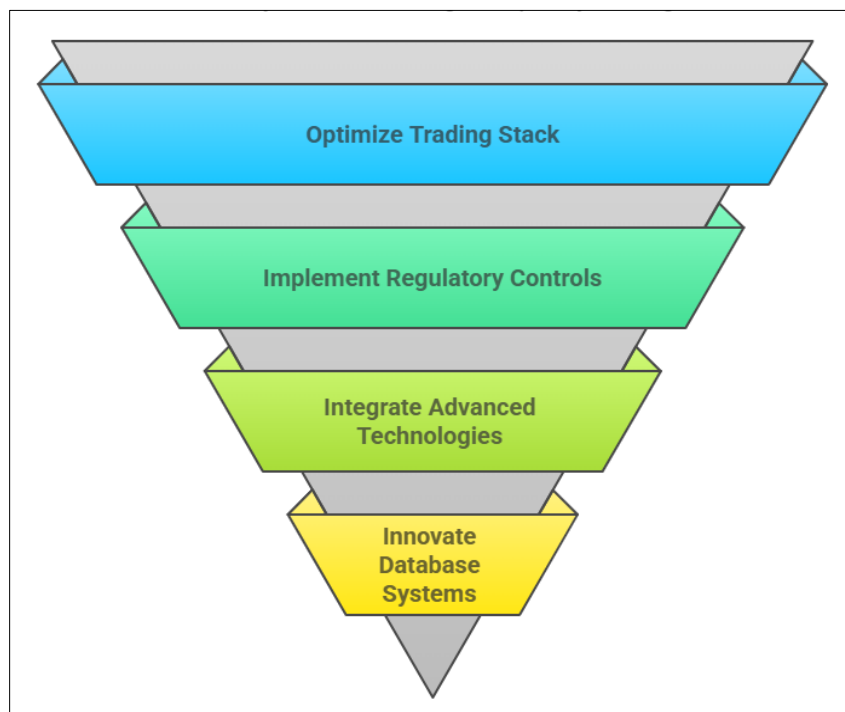 Optimize Trading Stack
Implement Regulatory Controls
Integrate Advanced
Technologies
Innovate
Database
Systems